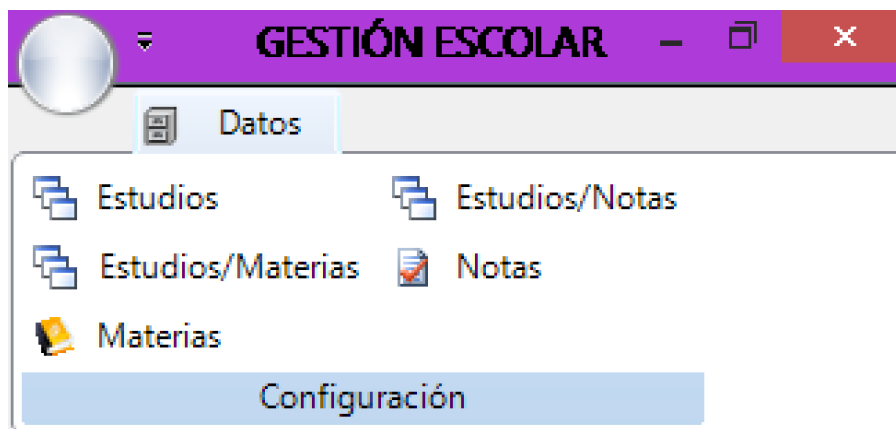 GESTIÓN ESCOLAR
Datos
Estudios Estudios/Notas
Estudios/Materias Notas
Materias
Configuración